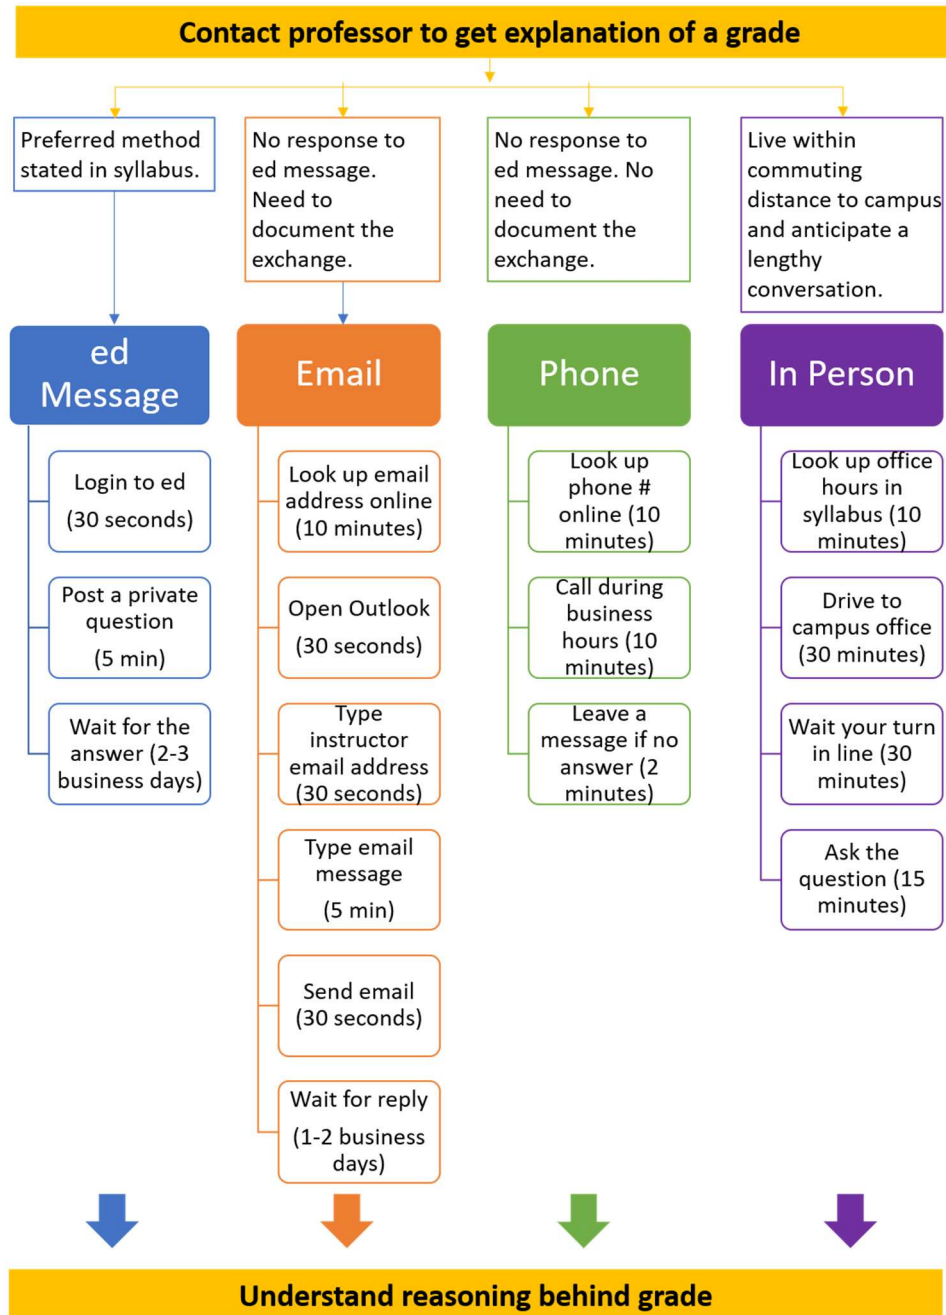 Contact professor to get explanation of a grade
Preferred method
stated in syllabus.
No response to
ed message.
Need to
document the
exchange.
No response to
ed message. No
need to
document the
exchange.
Live within
commuting
distance to campus
and anticipate a
lengthy
conversation.
ed
Message
Login to ed
(30 seconds)
Post a private
question
(5 min)
Wait for the
answer (2-3
business days)
Email
Look up email
address online
(10 minutes)
Open Outlook
(30 seconds)
Type
instructor
email address
(30 seconds)
Type email
message
(5 min)
Send email
(30 seconds)
Wait for reply
(1-2 business
days)
Phone
Look up
phone #
online (10
minutes)
Call during
business
hours (10
minutes)
Leave a
message if no
answer (2
minutes)
In Person
Look up office
hours in
syllabus (10
minutes)
Drive to
campus office
(30 minutes)
Wait your turn
in line (30
minutes)
Ask the
question (15
minutes)
Understand reasoning behind grade